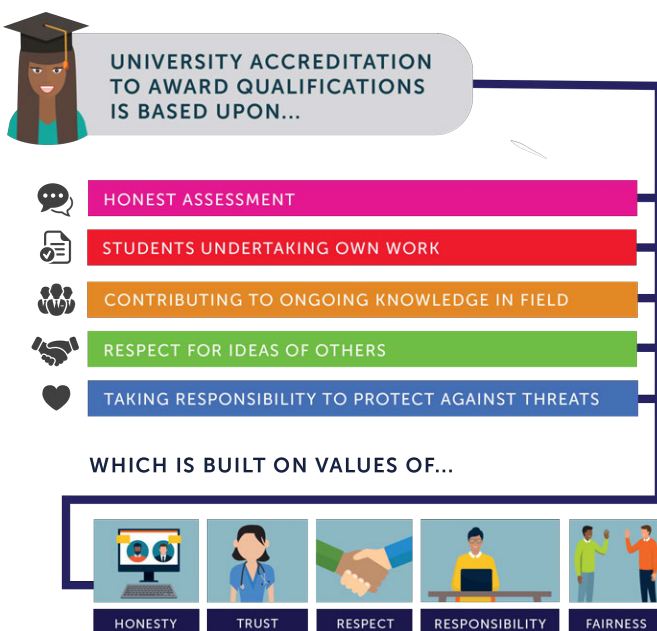 UNIVERSITY ACCREDITATION
TO AWARD QUALIFICATIONS
IS BASED UPON...
HONEST ASSESSMENT
STUDENTS UNDERTAKING OWN WORK
CONTRIBUTING TO ONGOING KNOWLEDGE IN FIELD
RESPECT FOR IDEAS OF OTHERS
TAKING RESPONSIBILITY TO PROTECT AGAINST THREATS
WHICH IS BUILT ON VALUES OF...
HONESTY
TRUST
RESPECT
RESPONSIBILITY
FAIRNESS